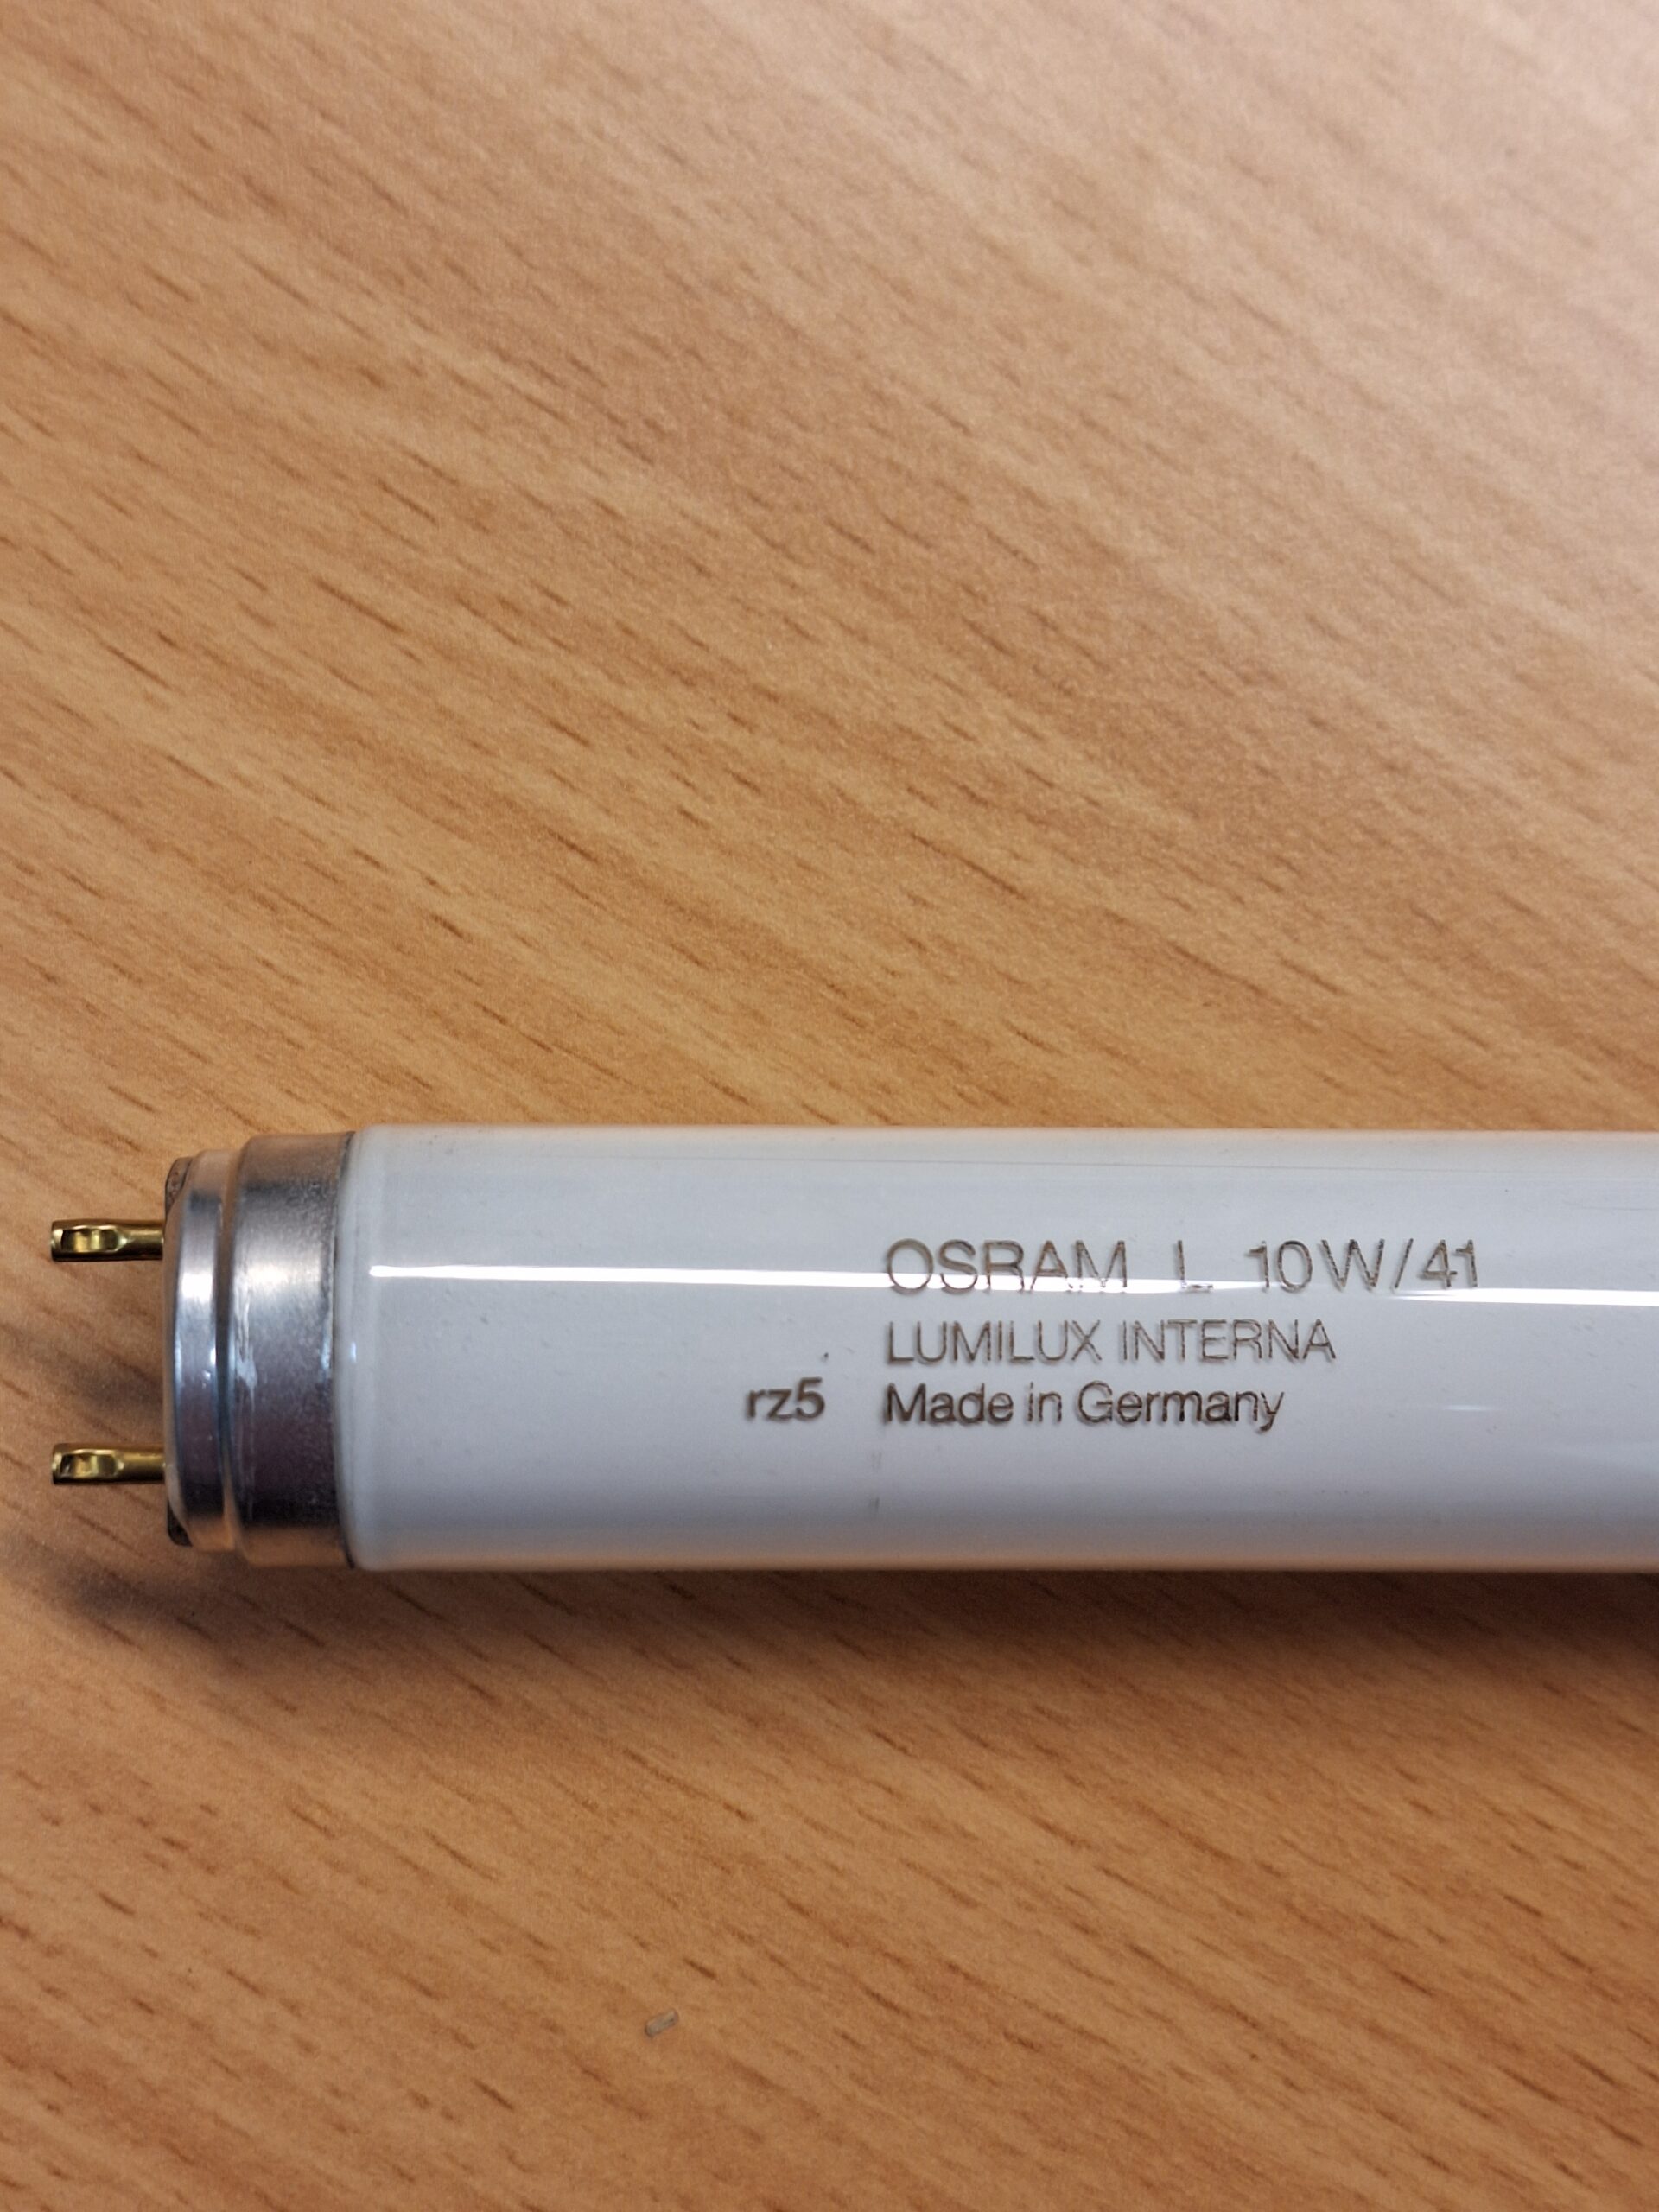 OSRAM L 10W/41
LUMILUX INTERNA
rz5 Made in Germany